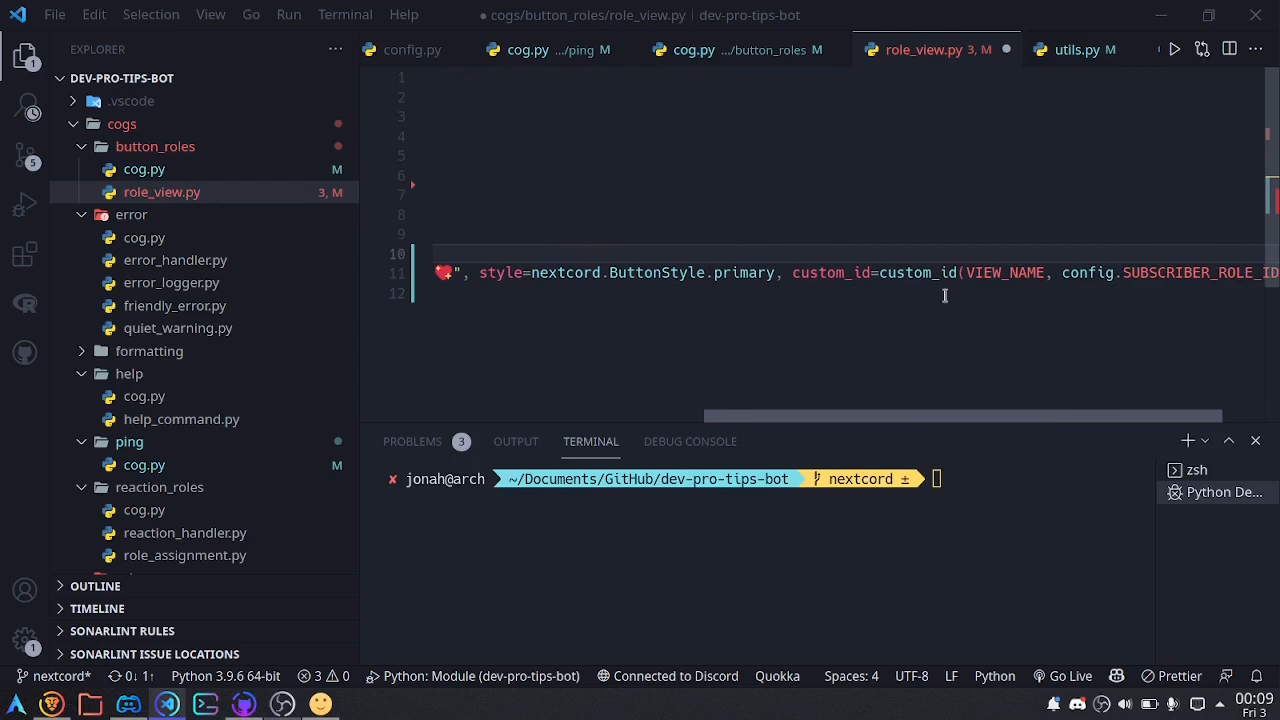 File Edit Selection View Go Run Terminal Help
● cogs/button_roles/role_view.py | dev-pro-tips-bot
EXPLORER
config.py
cog.py .../ping M
cog.py .../button_roles M
role_view.py 3, M
utils.py M
DEV-PRO-TIPS-BOT
.vscode
cogs
button_roles
cog.py M
role_view.py 3, M
error
cog.py
error_handler.py
error_logger.py
friendly_error.py
quiet_warning.py
formatting
help
cog.py
help_command.py
ping
cog.py M
reaction_roles
cog.py
reaction_handler.py
role_assignment.py
OUTLINE
TIMELINE
SONARLINT RULES
SONARLINT ISSUE LOCATIONS
1
5
1
1
2
3
4
5
6
7
8
9
10
11 💖", style=nextcord.ButtonStyle.primary, custom_id=custom_id(VIEW_NAME, config.SUBSCRIBER_ROLE_ID
12
PROBLEMS 3 OUTPUT TERMINAL DEBUG CONSOLE
✘ jonah@arch ~/Documents/GitHub/dev-pro-tips-bot nextcord ±
zsh
Python De...
nextcord* 0↓ 1↑ Python 3.9.6 64-bit 3 0 Python: Module (dev-pro-tips-bot) Connected to Discord Quokka Spaces: 4 UTF-8 LF Python Go Live Prettier
00:09
Fri 3